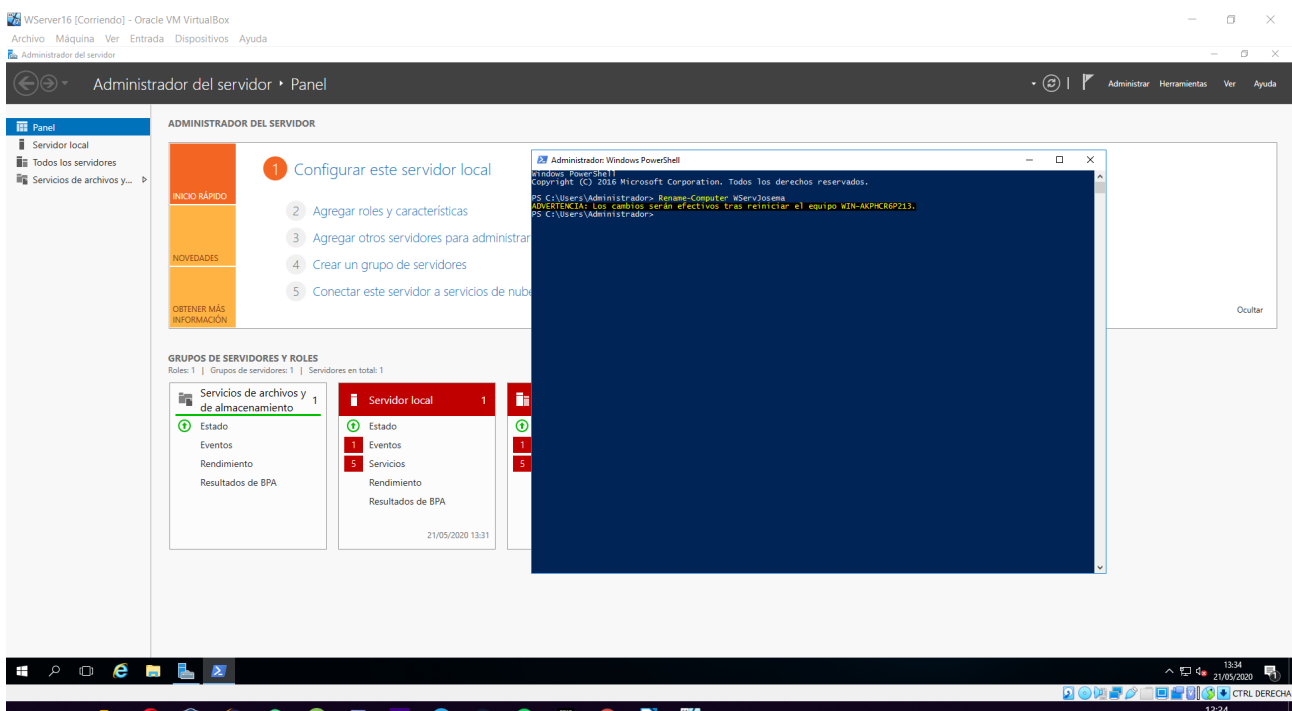 WServer16 [Corriendo] - Oracle VM VirtualBox
Archivo Máquina Ver Entrada Dispositivos Ayuda
Administrador del servidor
Administrador del servidor ‣ Panel
Administrar Herramientas Ver Ayuda
Panel
Servidor local
Todos los servidores
Servicios de archivos y...
ADMINISTRADOR DEL SERVIDOR
INICIO RÁPIDO
NOVEDADES
OBTENER MÁS
INFORMACIÓN
1 Configurar este servidor local
2 Agregar roles y características
3 Agregar otros servidores para administrar
4 Crear un grupo de servidores
5 Conectar este servidor a servicios de nube
Ocultar
Administrador: Windows PowerShell
Windows PowerShell
Copyright (C) 2016 Microsoft Corporation. Todos los derechos reservados.
PS C:\Users\Administrador> Rename-Computer WServJosema
ADVERTENCIA: Los cambios serán efectivos tras reiniciar el equipo WIN-AKPHCR6P213.
PS C:\Users\Administrador>
GRUPOS DE SERVIDORES Y ROLES
Roles: 1 | Grupos de servidores: 1 | Servidores en total: 1
Servicios de archivos y
de almacenamiento
1
Estado
Eventos
Rendimiento
Resultados de BPA
Servidor local 1
Estado
1 Eventos
5 Servicios
Rendimiento
Resultados de BPA
21/05/2020 13:31
1
5
13:34
21/05/2020
CTRL DERECHA